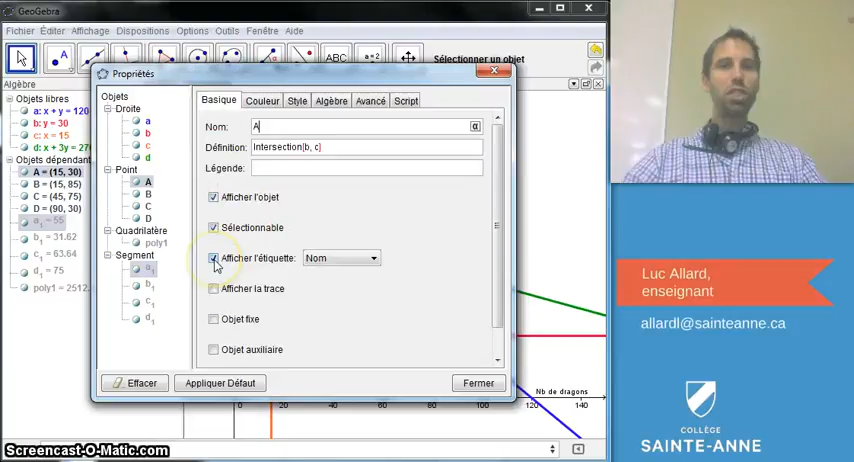 GeoGebra
Fichier Éditer Affichage Dispositions Options Outils Fenêtre Aide
ABC
a=2
Sélectionner un objet
Algèbre
Objets libres
a: x + y = 120
b: y = 30
c: x = 15
d: x + 3y = 270
Objets dépendant
A = (15, 30)
B = (15, 85)
C = (45, 75)
D = (90, 30)
a₁ = 55
b₁ = 31.62
c₁ = 63.64
d₁ = 75
poly1 = 2512.
Propriétés
Objets
Droite
a
b
c
d
Point
A
B
C
D
Quadrilatère
poly1
Segment
a₁
b₁
c₁
d₁
Basique Couleur Style Algèbre Avancé Script
Nom: A α
Définition: Intersection[b, c]
Légende:
Afficher l'objet
Sélectionnable
Afficher l'étiquette: Nom
Afficher la trace
Objet fixe
Objet auxiliaire
Effacer Appliquer Défaut Fermer
Nb de dragons
0 20 40 60 80 100 120 140
Luc Allard,
enseignant
allardl@sainteanne.ca
COLLÈGE
SAINTE-ANNE
Screencast-O-Matic.com